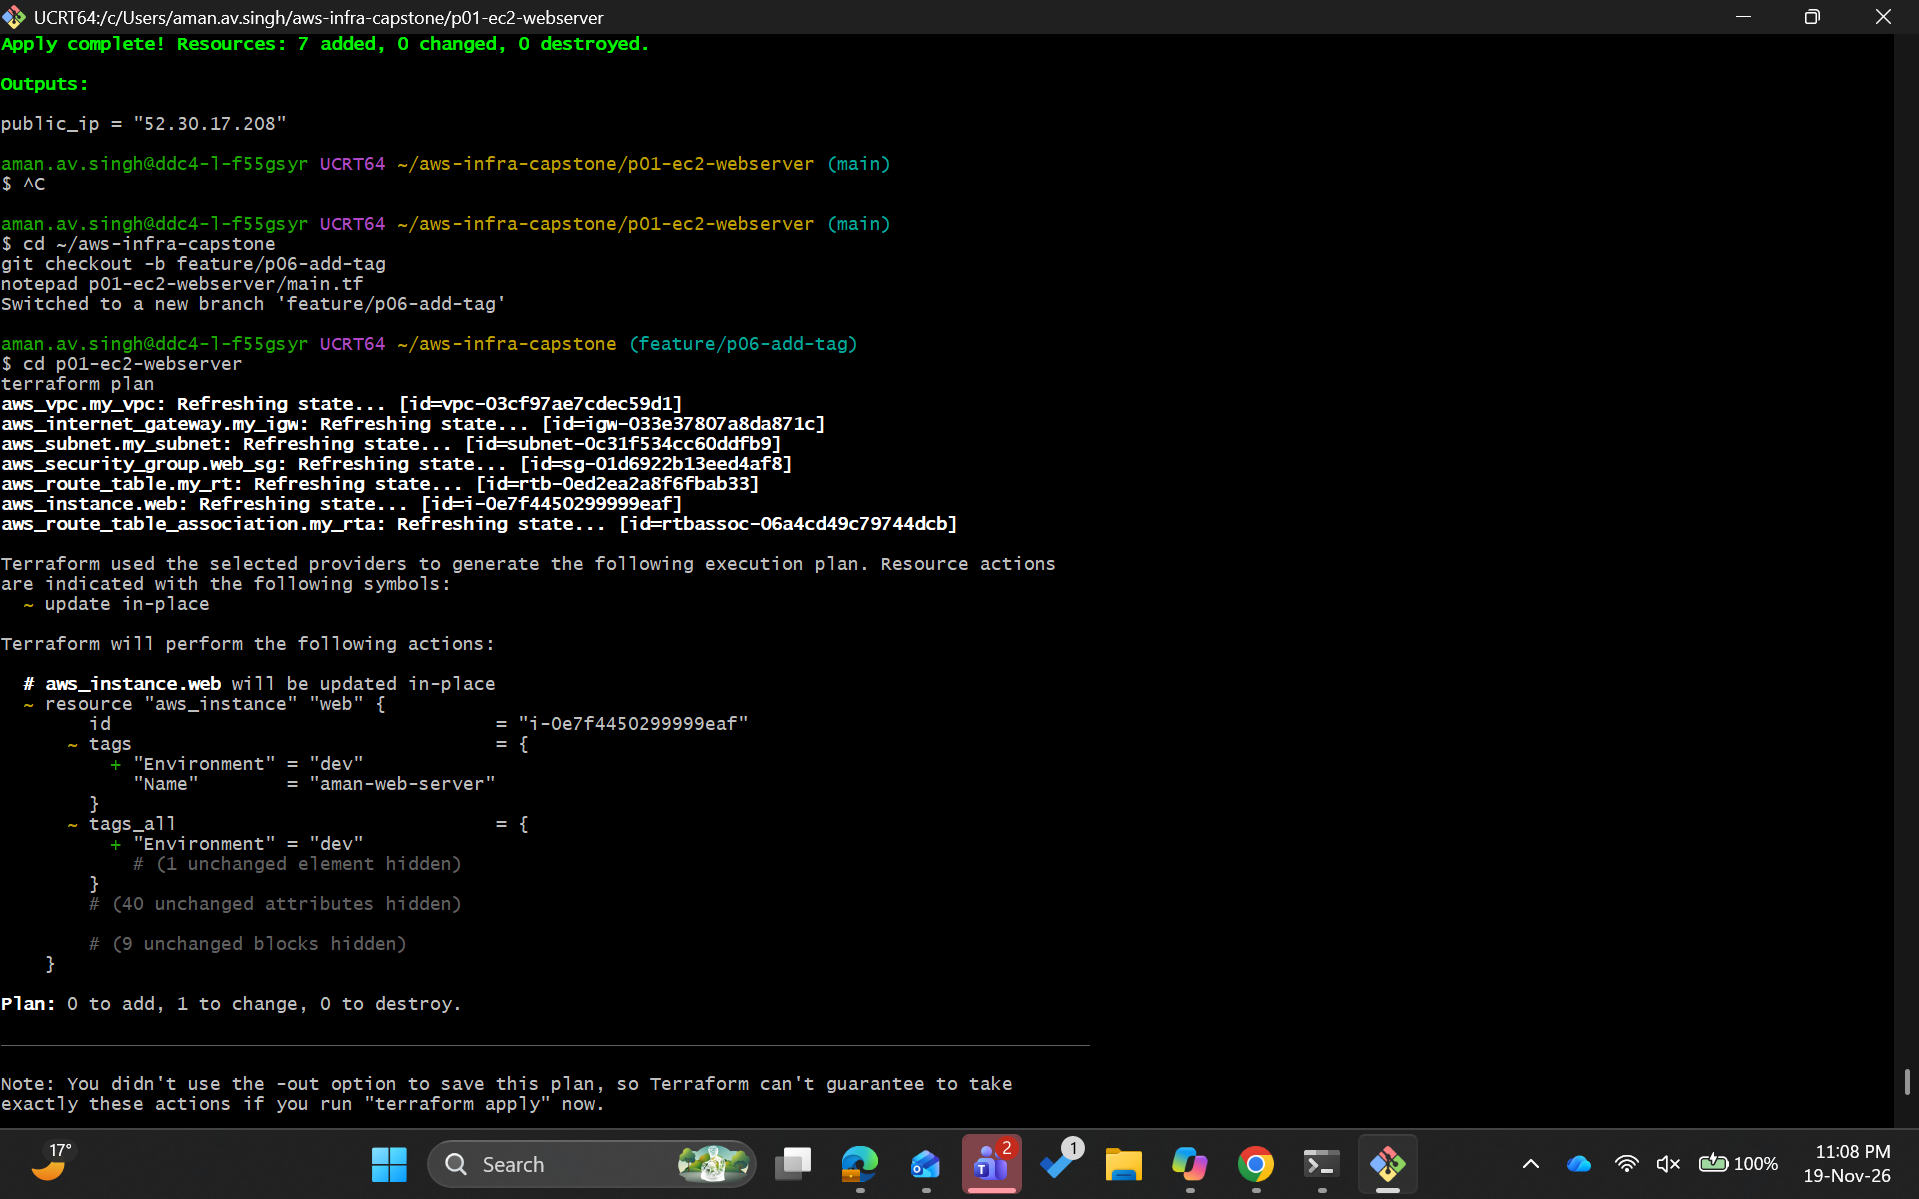 UCRT64:/c/Users/aman.av.singh/aws-infra-capstone/p01-ec2-webserver
Apply complete! Resources: 7 added, 0 changed, 0 destroyed.
Outputs:
public_ip = "52.30.17.208"
aman.av.singh@ddc4-l-f55gsyr UCRT64 ~/aws-infra-capstone/p01-ec2-webserver (main)
$ ^C
aman.av.singh@ddc4-l-f55gsyr UCRT64 ~/aws-infra-capstone/p01-ec2-webserver (main)
$ cd ~/aws-infra-capstone
git checkout -b feature/p06-add-tag
notepad p01-ec2-webserver/main.tf
Switched to a new branch 'feature/p06-add-tag'
aman.av.singh@ddc4-l-f55gsyr UCRT64 ~/aws-infra-capstone (feature/p06-add-tag)
$ cd p01-ec2-webserver
terraform plan
aws_vpc.my_vpc: Refreshing state... [id=vpc-03cf97ae7cdec59d1]
aws_internet_gateway.my_igw: Refreshing state... [id=igw-033e37807a8da871c]
aws_subnet.my_subnet: Refreshing state... [id=subnet-0c31f534cc60ddfb9]
aws_security_group.web_sg: Refreshing state... [id=sg-01d6922b13eed4af8]
aws_route_table.my_rt: Refreshing state... [id=rtb-0ed2ea2a8f6fbab33]
aws_instance.web: Refreshing state... [id=i-0e7f4450299999eaf]
aws_route_table_association.my_rta: Refreshing state... [id=rtbassoc-06a4cd49c79744dcb]
Terraform used the selected providers to generate the following execution plan. Resource actions
are indicated with the following symbols:
  ~ update in-place
Terraform will perform the following actions:
  # aws_instance.web will be updated in-place
  ~ resource "aws_instance" "web" {
        id                                   = "i-0e7f4450299999eaf"
      ~ tags                                 = {
          + "Environment" = "dev"
            "Name"        = "aman-web-server"
        }
      ~ tags_all                             = {
          + "Environment" = "dev"
            # (1 unchanged element hidden)
        }
        # (40 unchanged attributes hidden)
        # (9 unchanged blocks hidden)
    }
Plan: 0 to add, 1 to change, 0 to destroy.
Note: You didn't use the -out option to save this plan, so Terraform can't guarantee to take
exactly these actions if you run "terraform apply" now.
17°
Search
2
1
100%
11:08 PM
19-Nov-26